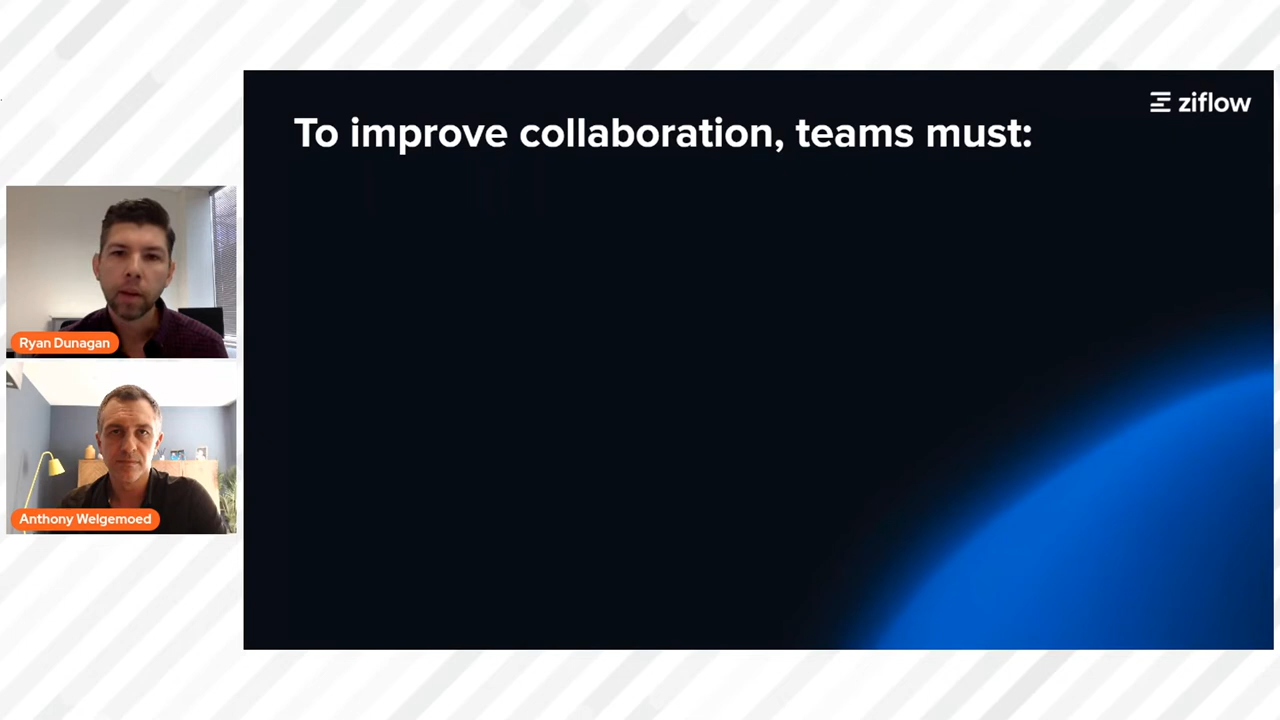 ziflow
To improve collaboration, teams must:
Ryan Dunagan
Anthony Welgemoed